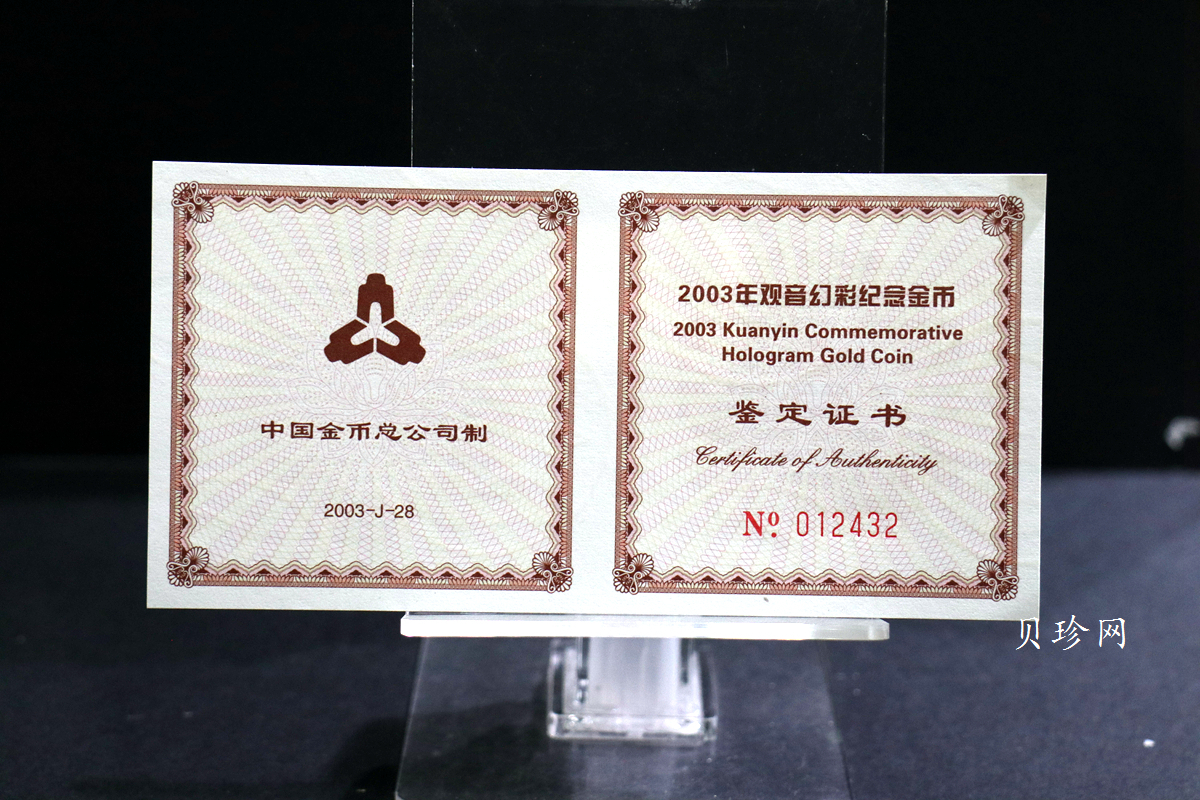 中国金币总公司制
2003-J-28
2003年观音幻彩纪念金币
2003 Kuanyin Commemorative
Hologram Gold Coin
鉴定证书
Certificate of Authenticity
Nº. 012432
贝珍网